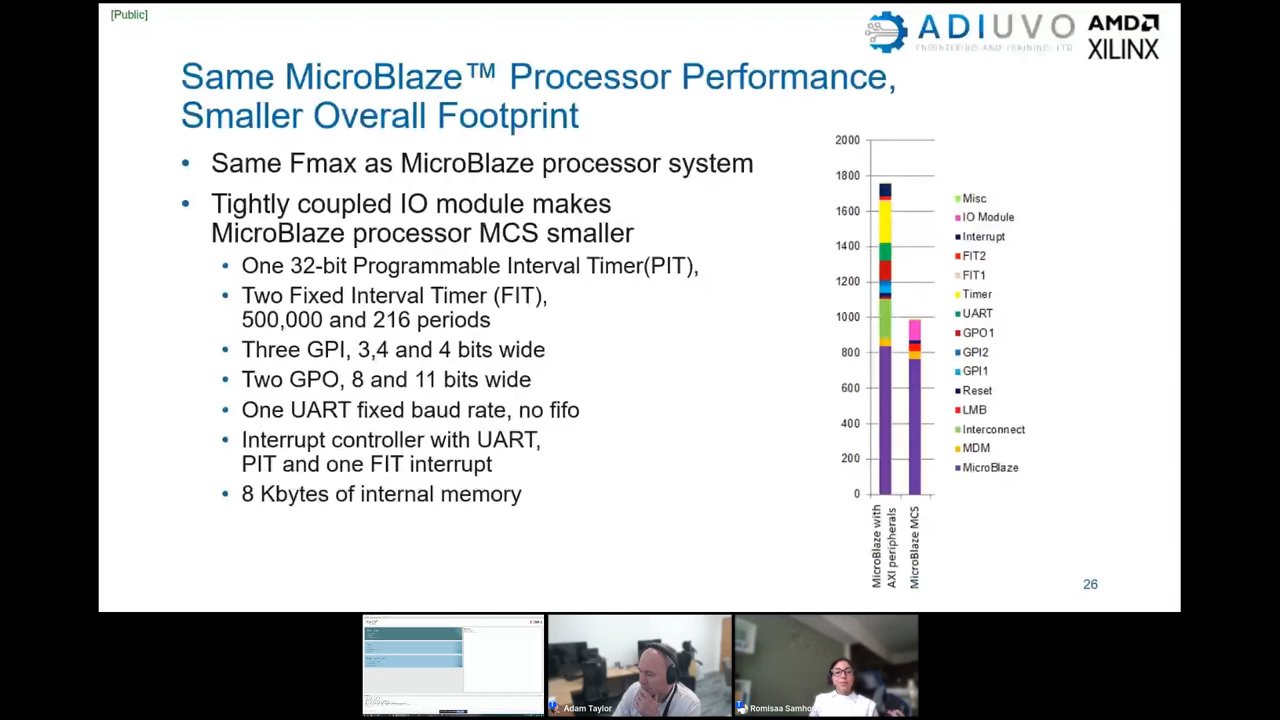 [Public]
ADIUVO
ENGINEERING AND TRAINING LTD
AMD
XILINX
Same MicroBlaze™ Processor Performance,
Smaller Overall Footprint
• Same Fmax as MicroBlaze processor system
• Tightly coupled IO module makes
MicroBlaze processor MCS smaller
• One 32-bit Programmable Interval Timer(PIT),
• Two Fixed Interval Timer (FIT),
500,000 and 216 periods
• Three GPI, 3,4 and 4 bits wide
• Two GPO, 8 and 11 bits wide
• One UART fixed baud rate, no fifo
• Interrupt controller with UART,
PIT and one FIT interrupt
• 8 Kbytes of internal memory
2000
1800
1600
1400
1200
1000
800
600
400
200
0
MicroBlaze with
AXI peripherals
MicroBlaze MCS
Misc
IO Module
Interrupt
FIT2
FIT1
Timer
UART
GPO1
GPI2
GPI1
Reset
LMB
Interconnect
MDM
MicroBlaze
26
Adam Taylor
Romisaa Samho